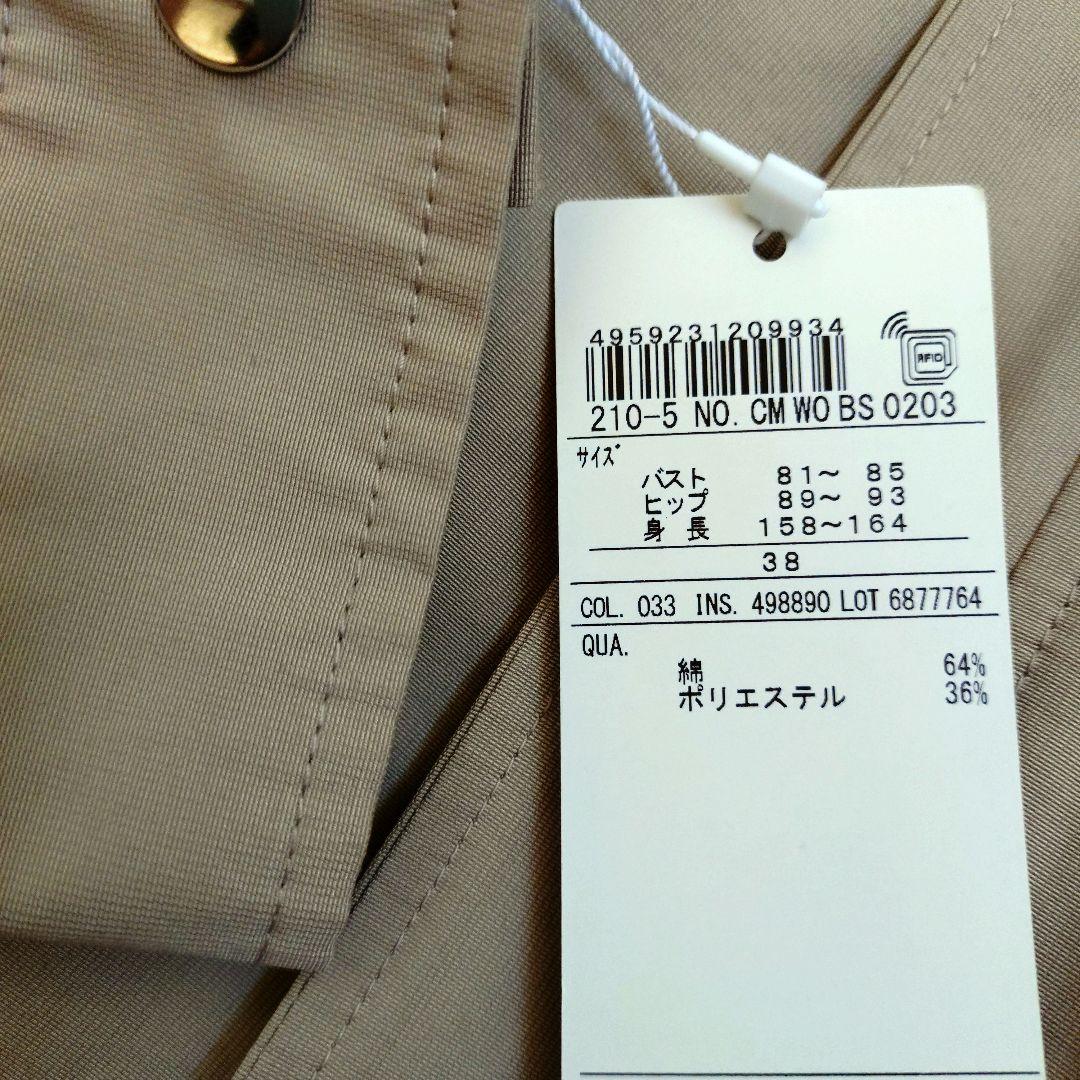 4959231209934
RFID
210-5 NO. CM WO BS 0203
サイズ
バスト 81～ 85
ヒップ 89～ 93
身 長 158～164
38
COL. 033 INS. 498890 LOT 6877764
QUA.
綿 64%
ポリエステル 36%